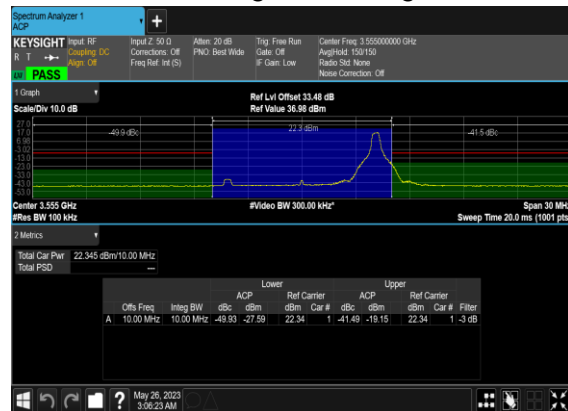 Spectrum Analyzer 1
ACP
KEYSIGHT Input: RF Input Z: 50 Ω Atten: 20 dB Trig: Free Run Center Freq: 3.555000000 GHz
R T Coupling: DC Corrections: Off PNO: Best Wide Gate: Off Avg|Hold: 150/150
Align: Off Freq Ref: Int (S) IF Gain: Low Radio Std: None
LXI PASS Noise Correction: Off
1 Graph Ref Lvl Offset 33.48 dB
Scale/Div 10.0 dB Ref Value 36.98 dBm
27.0
17.0 -49.9 dBc 22.3 dBm -41.5 dBc
6.98
-3.02
-13.0
-23.0
-33.0
-43.0
-53.0
Center 3.555 GHz #Video BW 300.00 kHz* Span 30 MHz
#Res BW 100 kHz Sweep Time 20.0 ms (1001 pts)
2 Metrics
Total Car Pwr 22.345 dBm/10.00 MHz
Total PSD ---
Lower Upper
ACP Ref Carrier ACP Ref Carrier
Offs Freq Integ BW dBc dBm dBm Car # dBc dBm dBm Car # Filter
A 10.00 MHz 10.00 MHz -49.93 -27.59 22.34 1 -41.49 -19.15 22.34 1 -3 dB
? May 26, 2023
3:06:23 AM